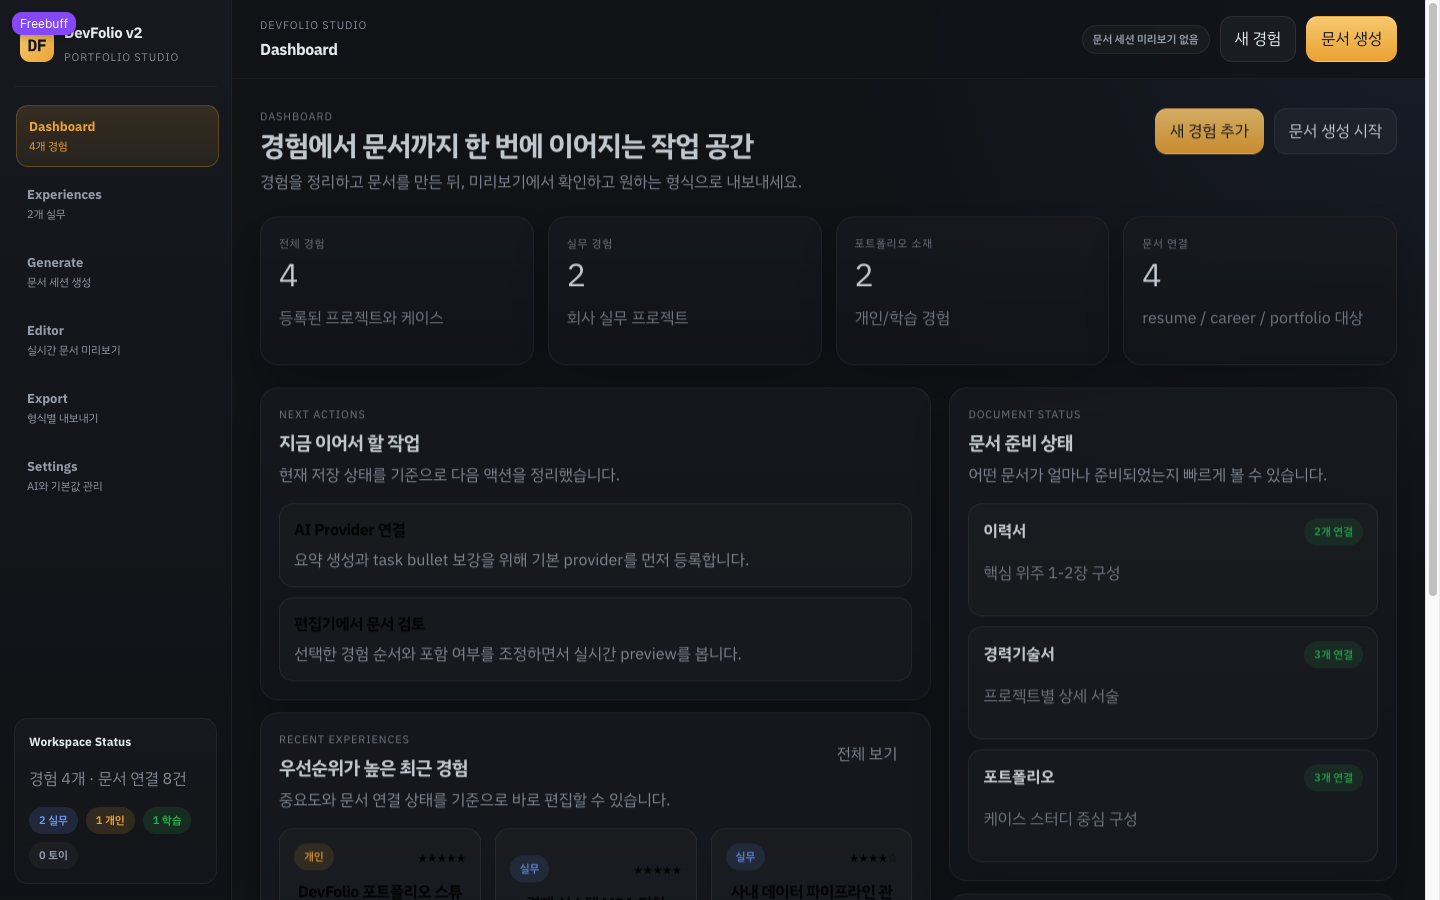 Freebuff
DF
DevFolio v2
PORTFOLIO STUDIO
Dashboard
4개 경험
Experiences
2개 실무
Generate
문서 세션 생성
Editor
실시간 문서 미리보기
Export
형식별 내보내기
Settings
AI와 기본값 관리
Workspace Status
경험 4개 · 문서 연결 8건
2 실무
1 개인
1 학습
0 토이
DEVFOLIO STUDIO
Dashboard
문서 세션 미리보기 없음
새 경험
문서 생성
DASHBOARD
경험에서 문서까지 한 번에 이어지는 작업 공간
경험을 정리하고 문서를 만든 뒤, 미리보기에서 확인하고 원하는 형식으로 내보내세요.
새 경험 추가
문서 생성 시작
전체 경험
4
등록된 프로젝트와 케이스
실무 경험
2
회사 실무 프로젝트
포트폴리오 소재
2
개인/학습 경험
문서 연결
4
resume / career / portfolio 대상
NEXT ACTIONS
지금 이어서 할 작업
현재 저장 상태를 기준으로 다음 액션을 정리했습니다.
AI Provider 연결
요약 생성과 task bullet 보강을 위해 기본 provider를 먼저 등록합니다.
편집기에서 문서 검토
선택한 경험 순서와 포함 여부를 조정하면서 실시간 preview를 봅니다.
DOCUMENT STATUS
문서 준비 상태
어떤 문서가 얼마나 준비되었는지 빠르게 볼 수 있습니다.
이력서
2개 연결
핵심 위주 1-2장 구성
경력기술서
3개 연결
프로젝트별 상세 서술
포트폴리오
3개 연결
케이스 스터디 중심 구성
RECENT EXPERIENCES
우선순위가 높은 최근 경험
중요도와 문서 연결 상태를 기준으로 바로 편집할 수 있습니다.
전체 보기
개인
★★★★★
DevFolio 포트폴리오 스튜
실무
★★★★★
실무
★★★★☆
사내 데이터 파이프라인 관